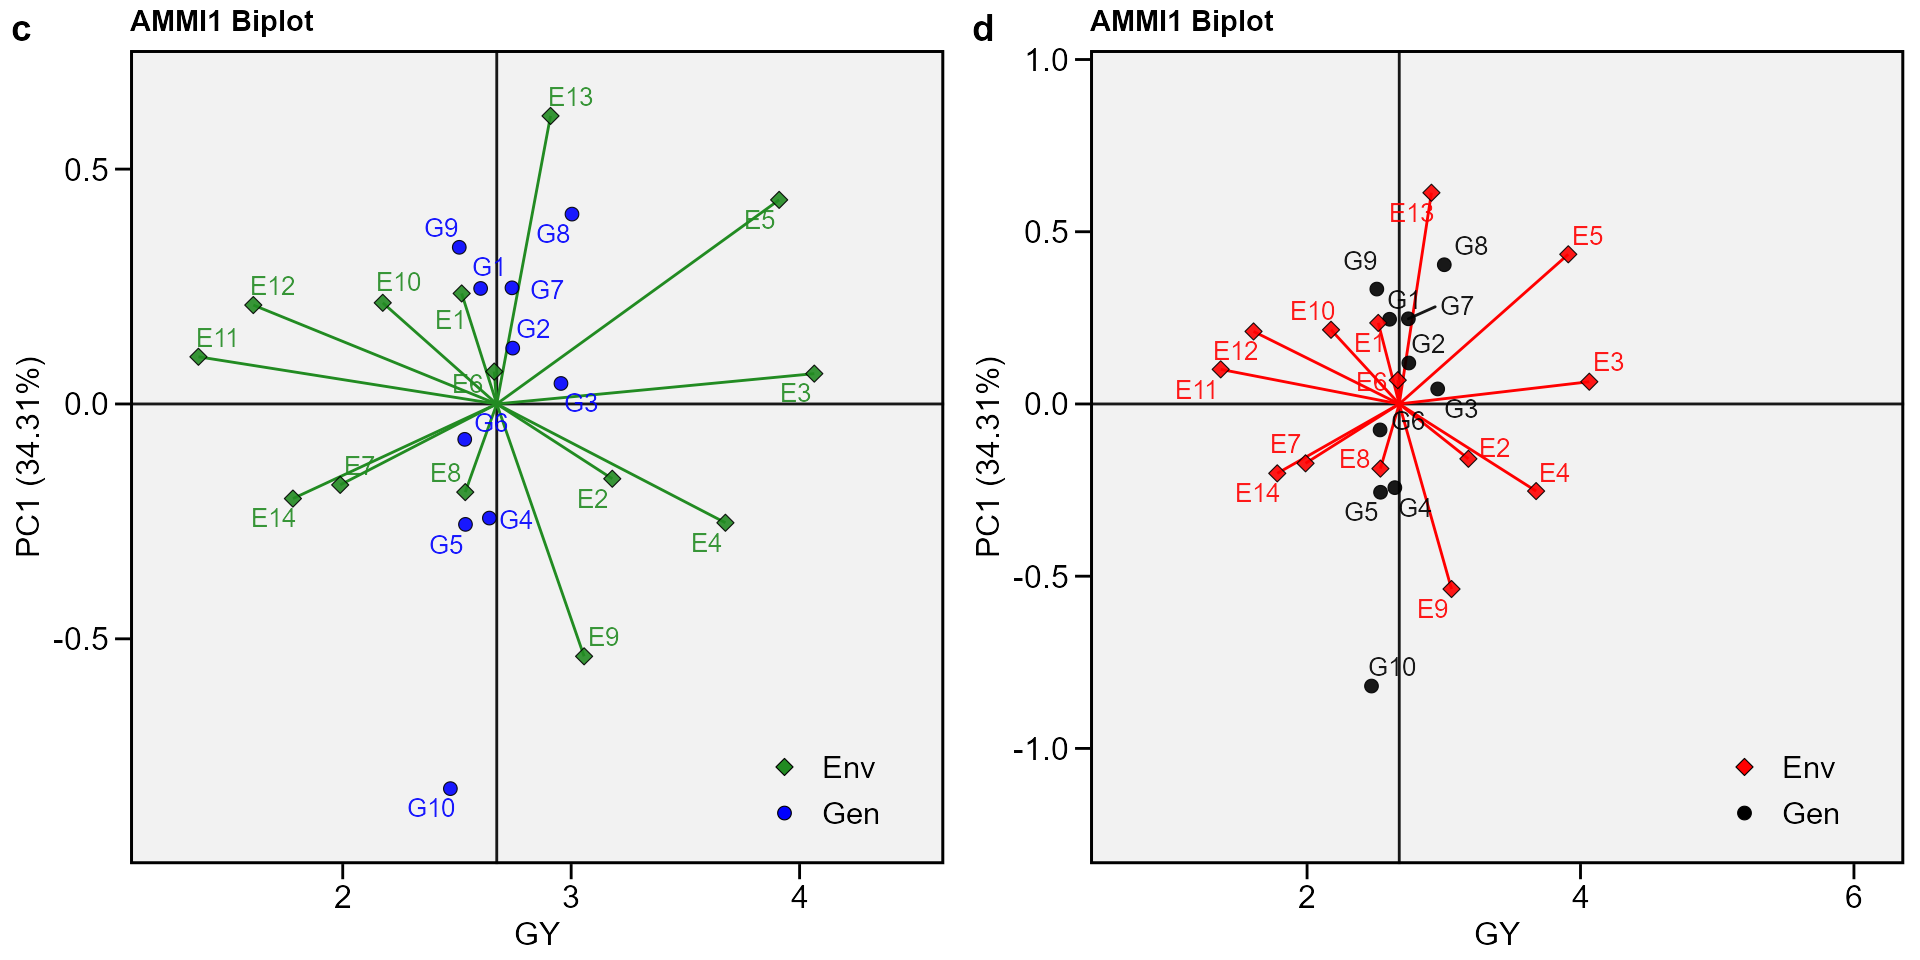 c
AMMI1 Biplot
E13
0.5
E5
G8
G9
G1
G7
E10
E12
E1
G2
E11
E6
E3
G3
0.0
G6
E7
E8
E2
E14
G4
G5
E4
E9
-0.5
G10
PC1 (34.31%)
Env
Gen
2
3
4
GY
d
AMMI1 Biplot
1.0
E13
0.5
E5
G8
G9
G1
G7
E10
E1
G2
E12
E3
E11
E6
0.0
G3
G6
E7
E2
E8
E4
E14
G5
G4
-0.5
E9
G10
-1.0
PC1 (34.31%)
Env
Gen
2
4
6
GY